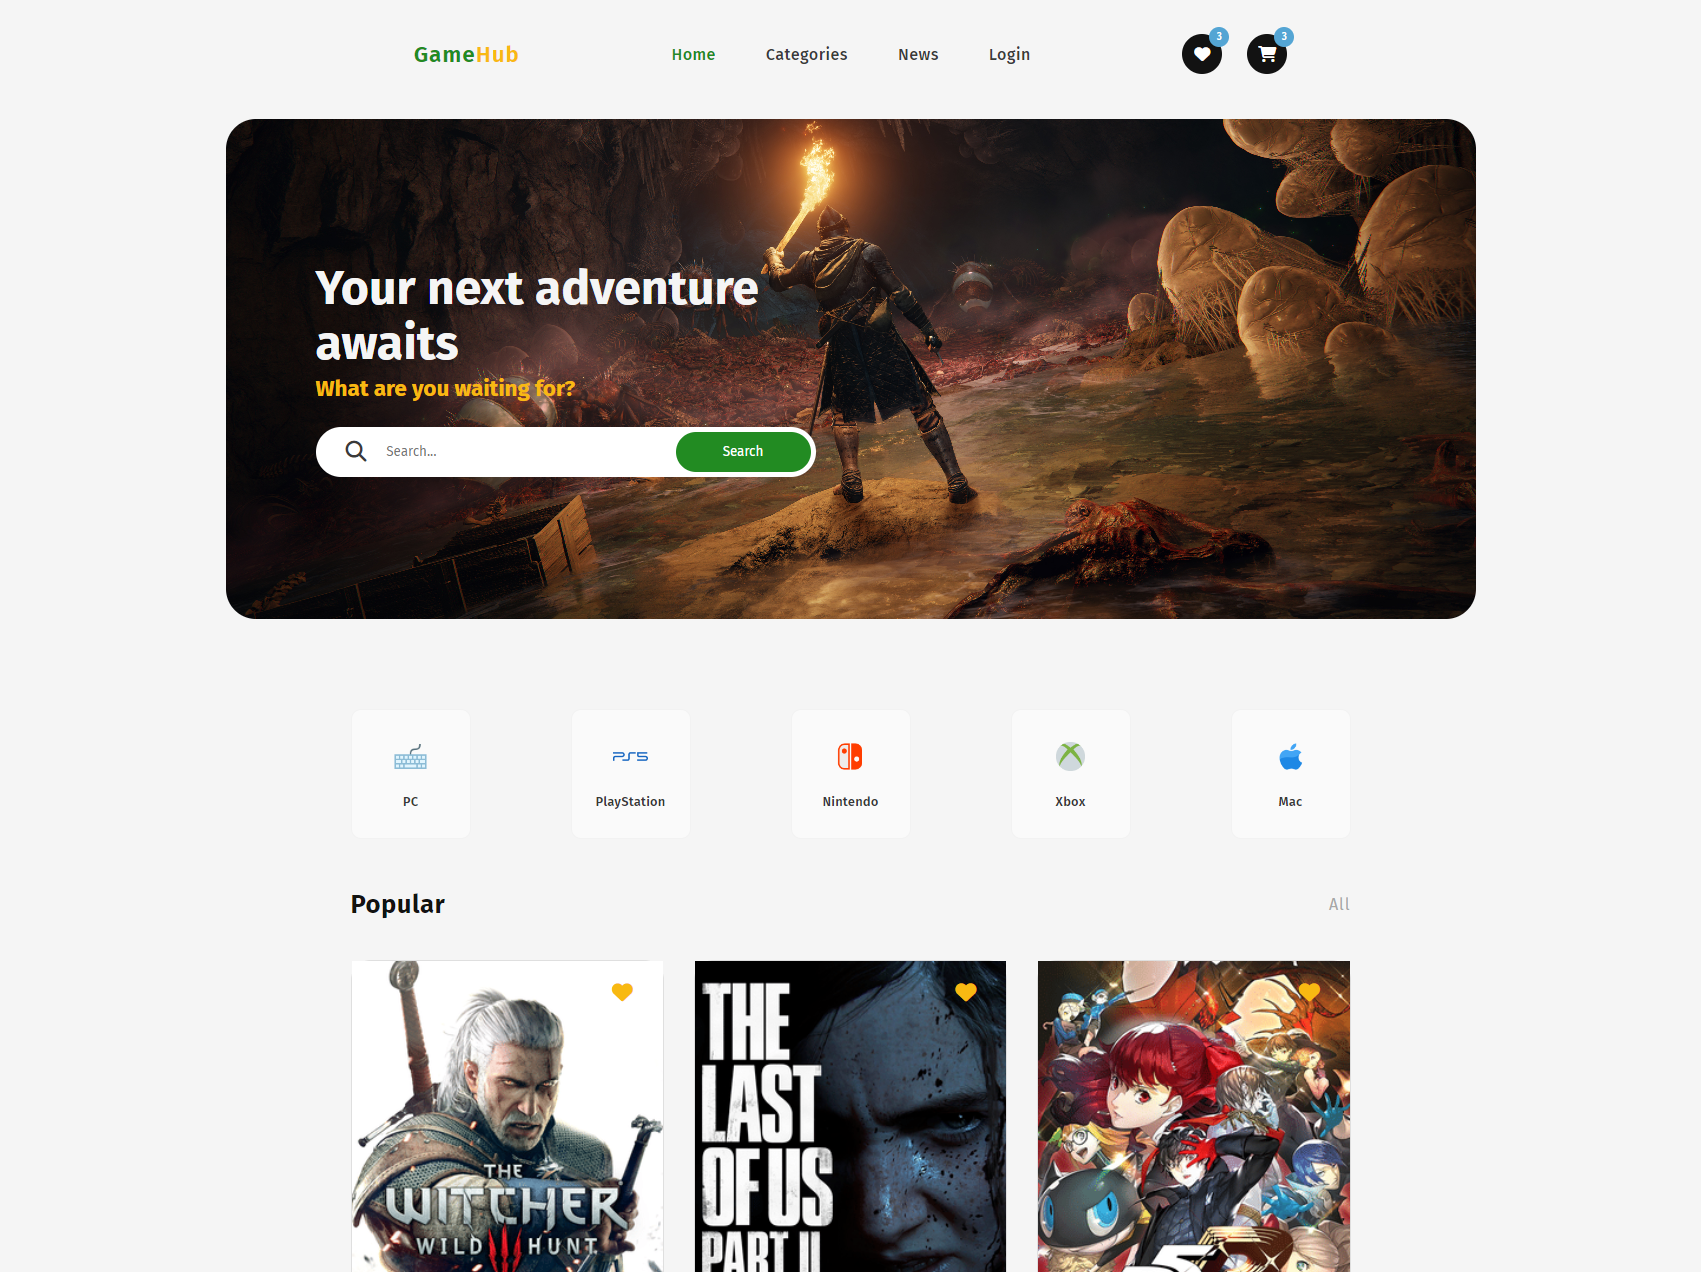 GameHub
Home
Categories
News
Login
3
3
Your next adventure
awaits
What are you waiting for?
Search...
Search
PC
PS5
PlayStation
Nintendo
Xbox
Mac
Popular
All
THE
WITCHER
WILD HUNT
THE
LAST
OF US
PART II
5